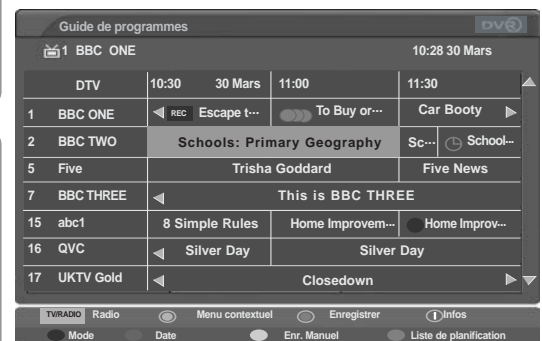 Guide de programmes DVR
1 BBC ONE 10:28 30 Mars
DTV 10:30 30 Mars 11:00 11:30
1 BBC ONE REC Escape t··· To Buy or··· Car Booty
2 BBC TWO Schools: Primary Geography Sc··· School···
5 Five Trisha Goddard Five News
7 BBC THREE This is BBC THREE
15 abc1 8 Simple Rules Home Improvem··· Home Improv···
16 QVC Silver Day Silver Day
17 UKTV Gold Closedown
TV/RADIO Radio Menu contextuel Enregistrer Infos
Mode Date Enr. Manuel Liste de planification